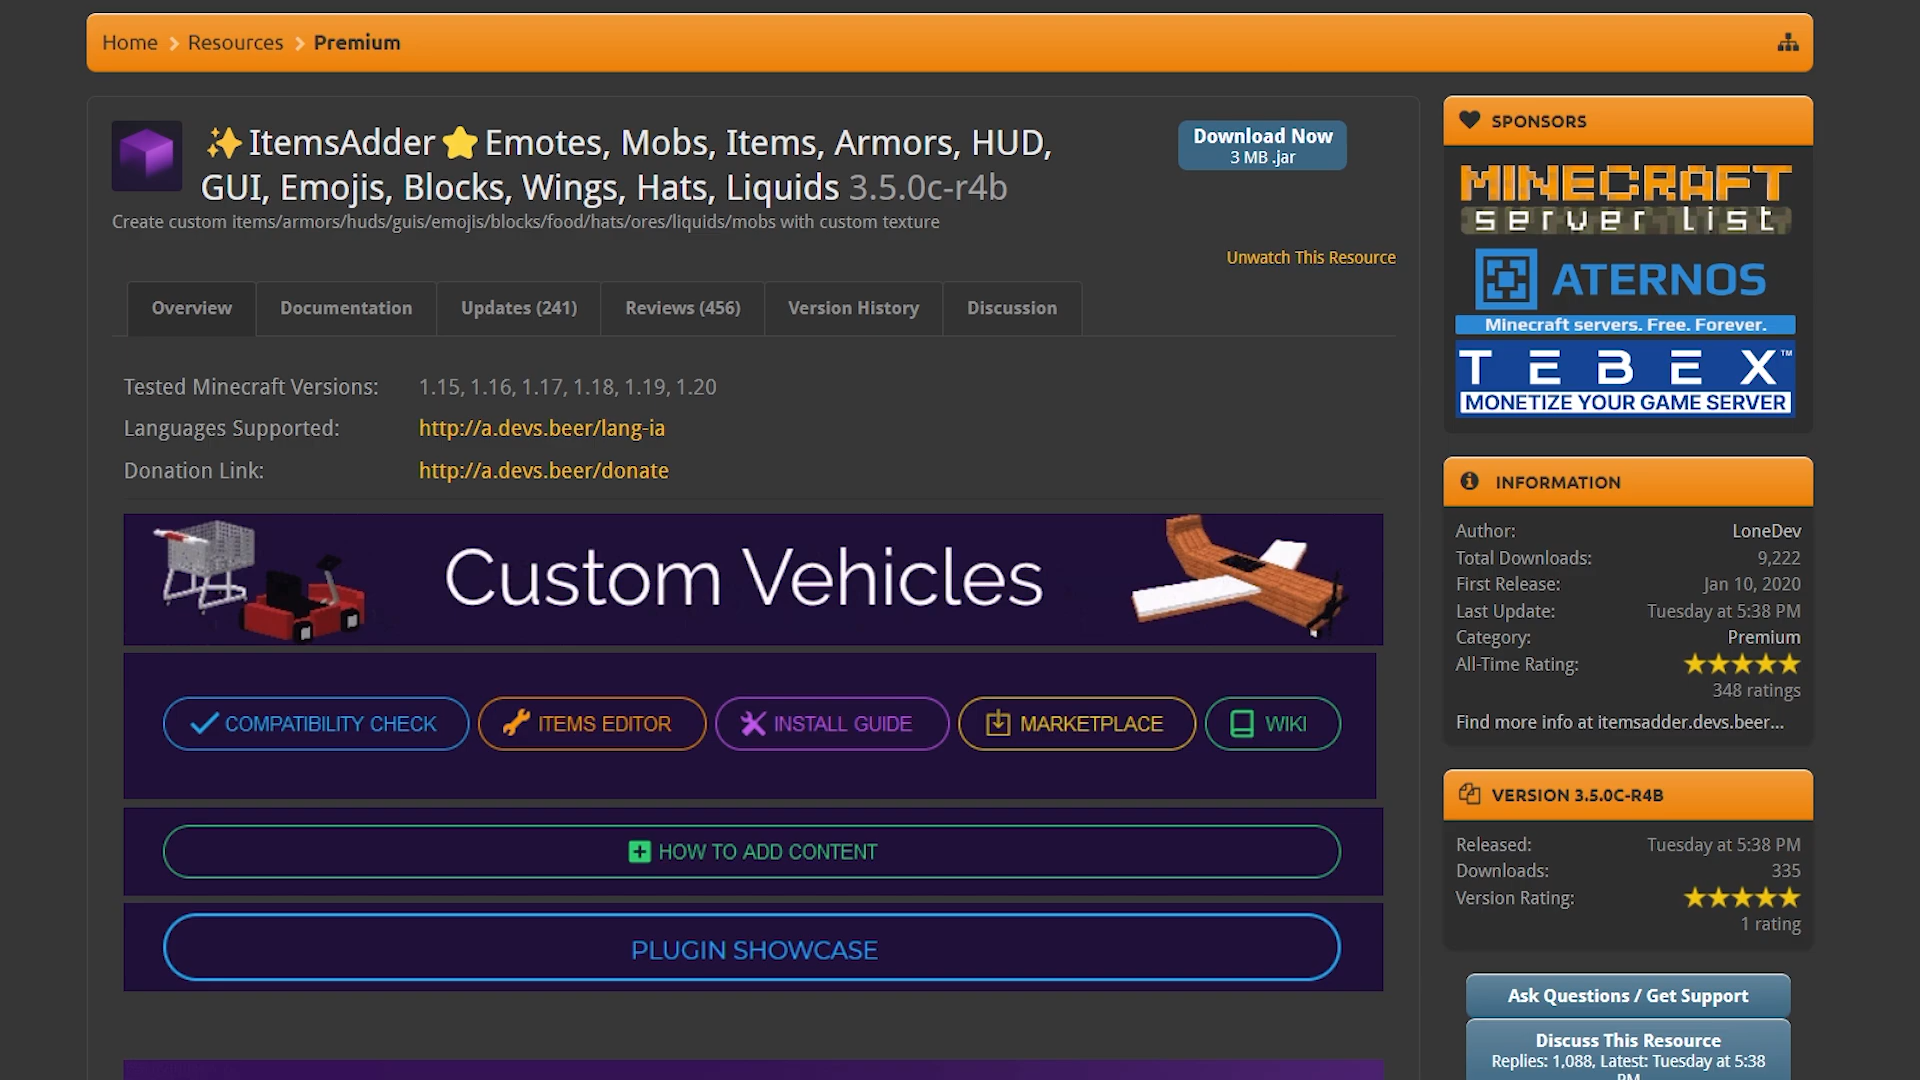 Home > Resources > Premium
✨ItemsAdder⭐Emotes, Mobs, Items, Armors, HUD,
GUI, Emojis, Blocks, Wings, Hats, Liquids 3.5.0c-r4b
Create custom items/armors/huds/guis/emojis/blocks/food/hats/ores/liquids/mobs with custom texture
Download Now
3 MB .jar
Unwatch This Resource
Overview Documentation Updates (241) Reviews (456) Version History Discussion
Tested Minecraft Versions: 1.15, 1.16, 1.17, 1.18, 1.19, 1.20
Languages Supported: http://a.devs.beer/lang-ia
Donation Link: http://a.devs.beer/donate
Custom Vehicles
COMPATIBILITY CHECK ITEMS EDITOR INSTALL GUIDE MARKETPLACE WIKI
HOW TO ADD CONTENT
PLUGIN SHOWCASE
SPONSORS
MINECRAFT
server list
ATERNOS
Minecraft servers. Free. Forever.
TEBEX™
MONETIZE YOUR GAME SERVER
INFORMATION
Author: LoneDev
Total Downloads: 9,222
First Release: Jan 10, 2020
Last Update: Tuesday at 5:38 PM
Category: Premium
All-Time Rating:
348 ratings
Find more info at itemsadder.devs.beer...
VERSION 3.5.0C-R4B
Released: Tuesday at 5:38 PM
Downloads: 335
Version Rating:
1 rating
Ask Questions / Get Support
Discuss This Resource
Replies: 1,088, Latest: Tuesday at 5:38
PM